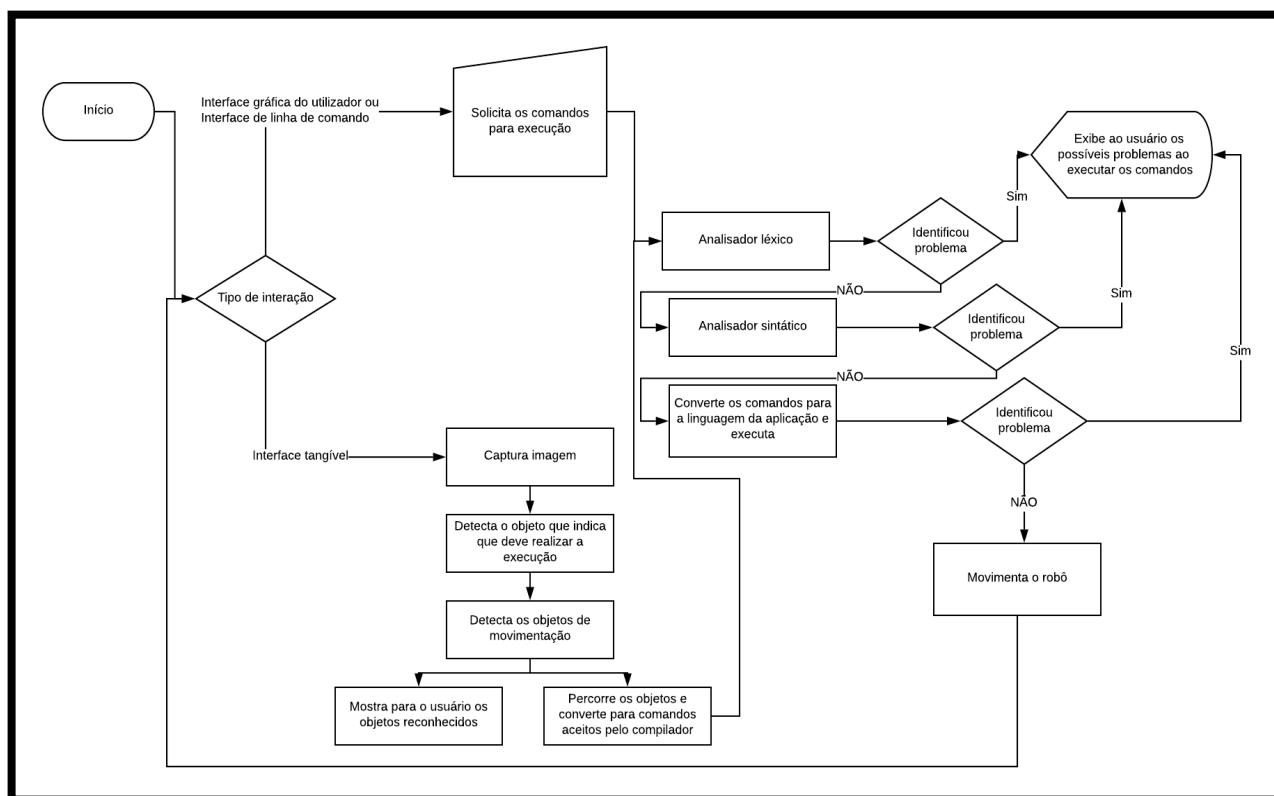 Início
Interface gráfica do utilizador ou
Interface de linha de comando
Solicita os comandos
para execução
Exibe ao usuário os
possíveis problemas ao
executar os comandos
Sim
Analisador léxico
Identificou
problema
Tipo de interação
NÃO
Sim
Analisador sintático
Identificou
problema
Sim
NÃO
Converte os comandos para
a linguagem da aplicação e
executa
Identificou
problema
Interface tangível
Captura imagem
NÃO
Detecta o objeto que indica
que deve realizar a
execução
Movimenta o robô
Detecta os objetos de
movimentação
Mostra para o usuário os
objetos reconhecidos
Percorre os objetos e
converte para comandos
aceitos pelo compilador